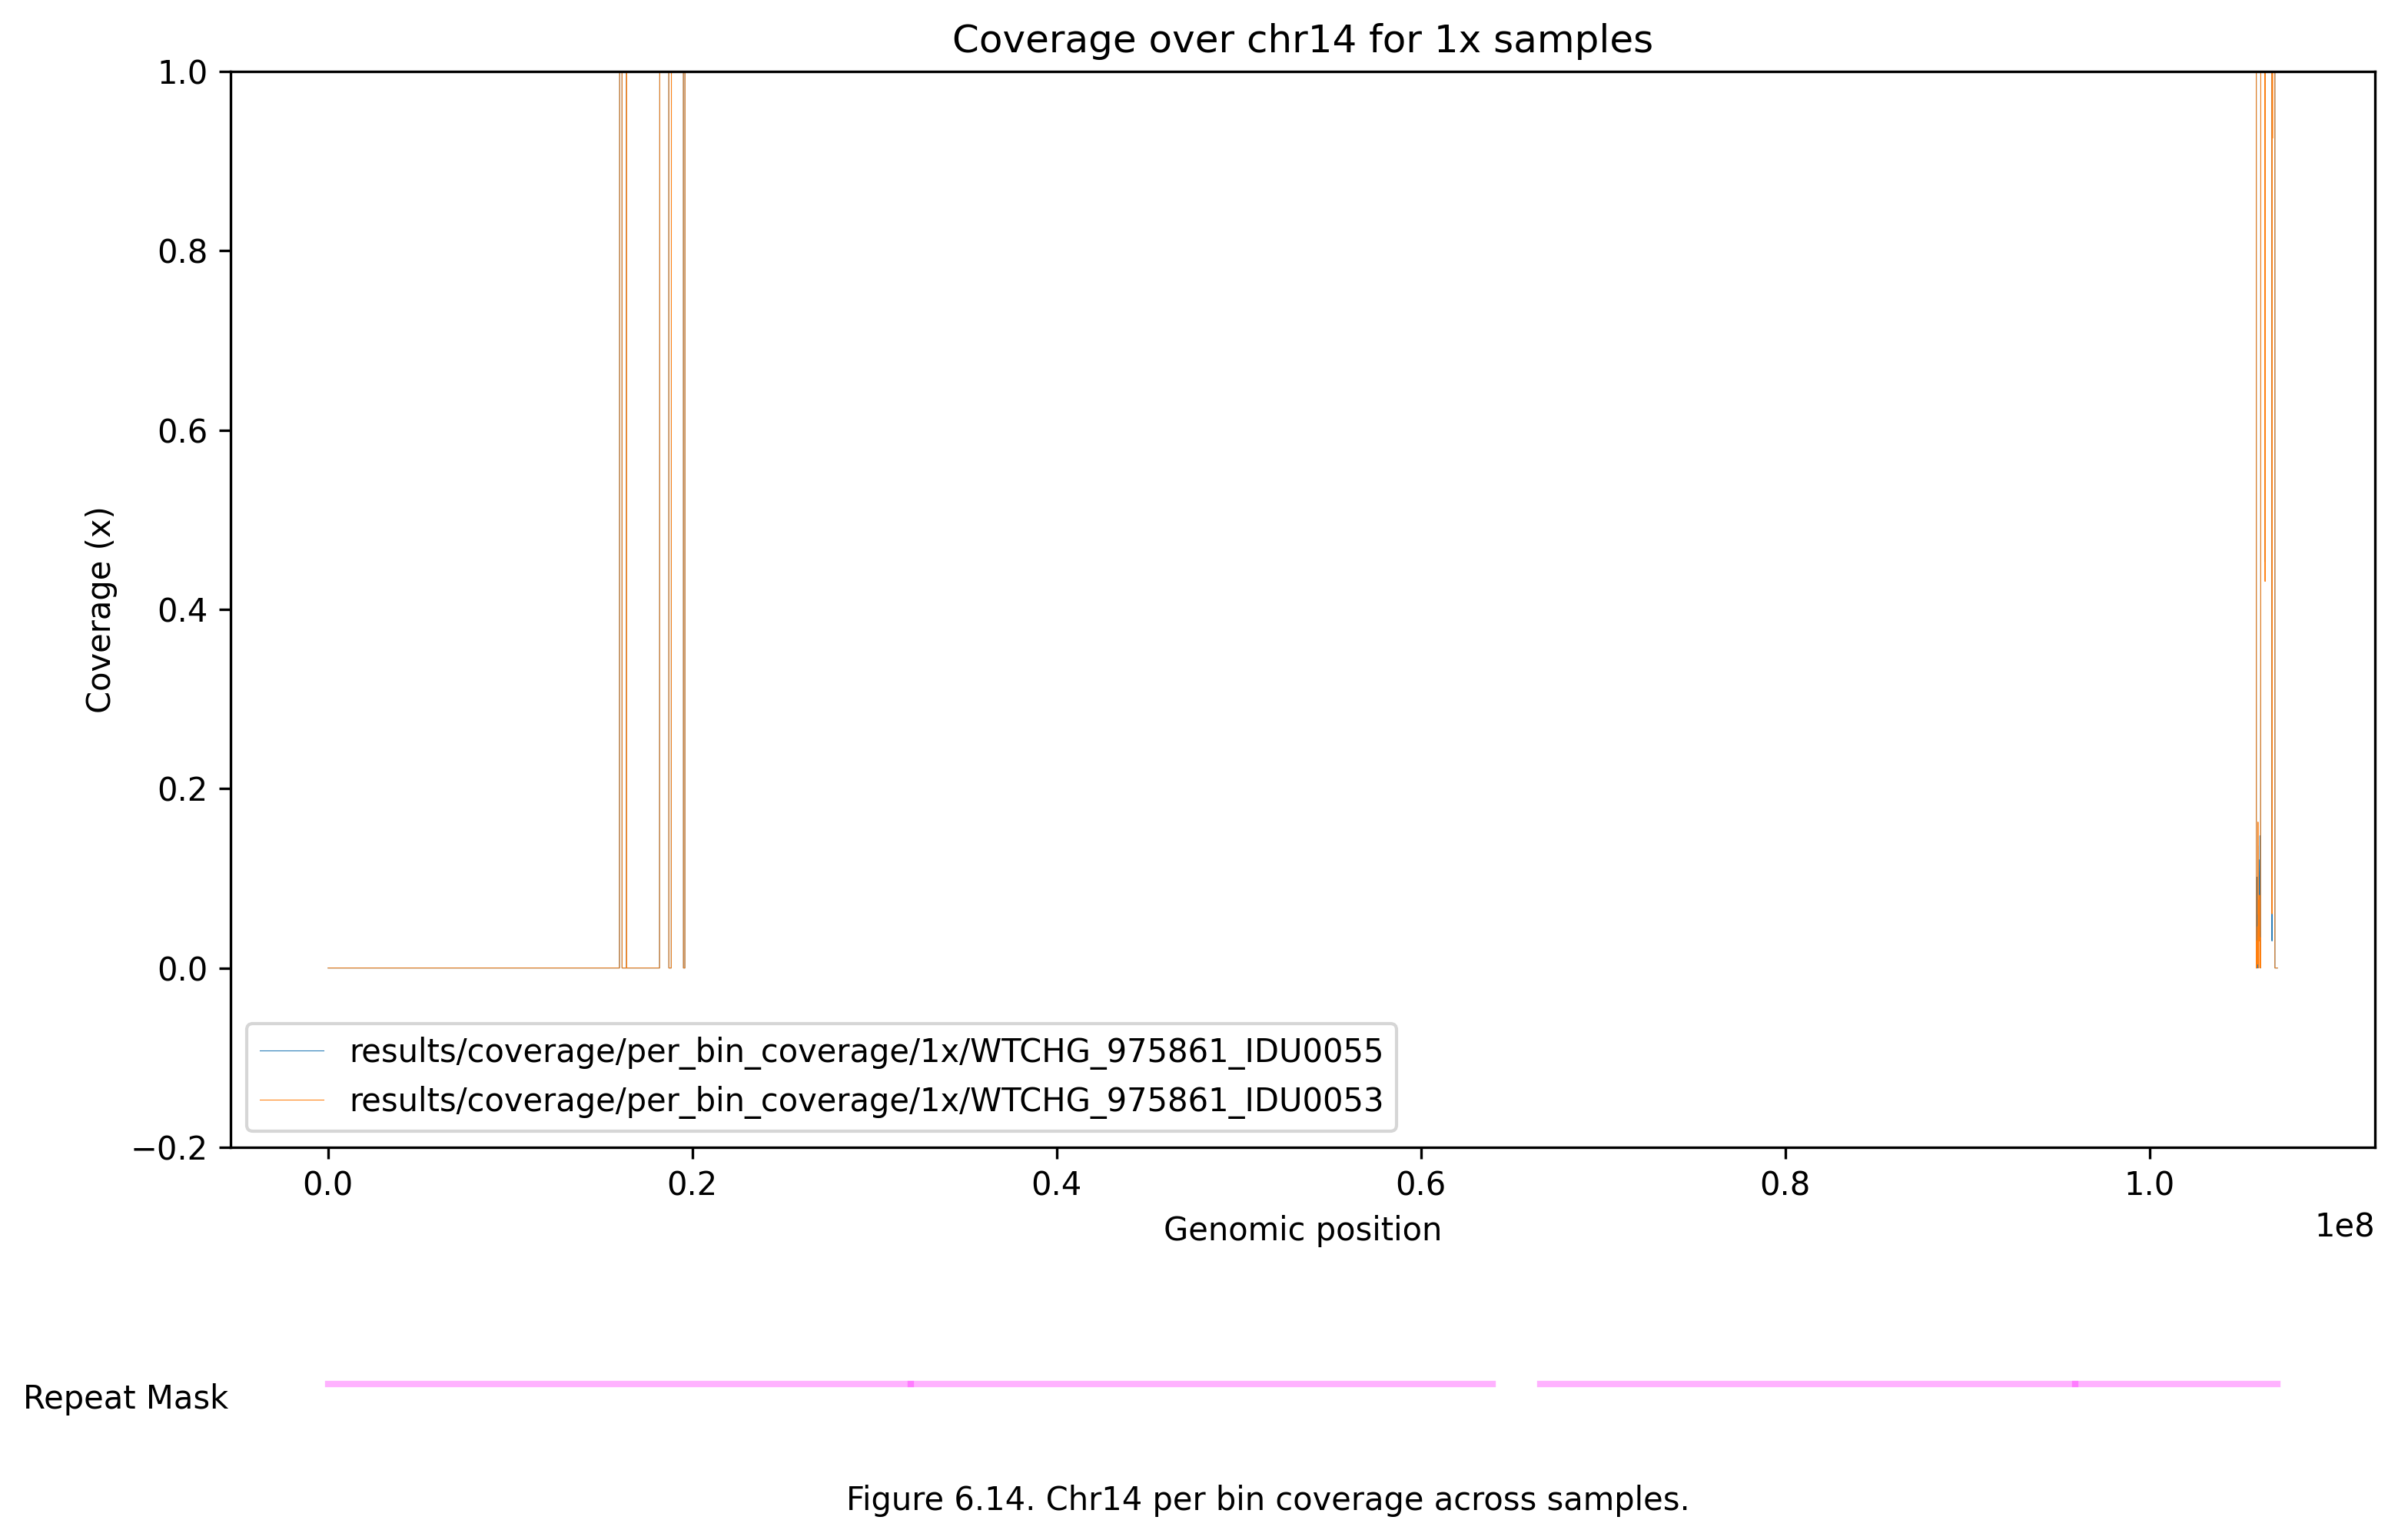 Coverage over chr14 for 1x samples
1.0
0.8
0.6
0.4
0.2
0.0
−0.2
Coverage (x)
results/coverage/per_bin_coverage/1x/WTCHG_975861_IDU0055
results/coverage/per_bin_coverage/1x/WTCHG_975861_IDU0053
0.0 0.2 0.4 0.6 0.8 1.0
1e8
Genomic position
Repeat Mask
Figure 6.14. Chr14 per bin coverage across samples.